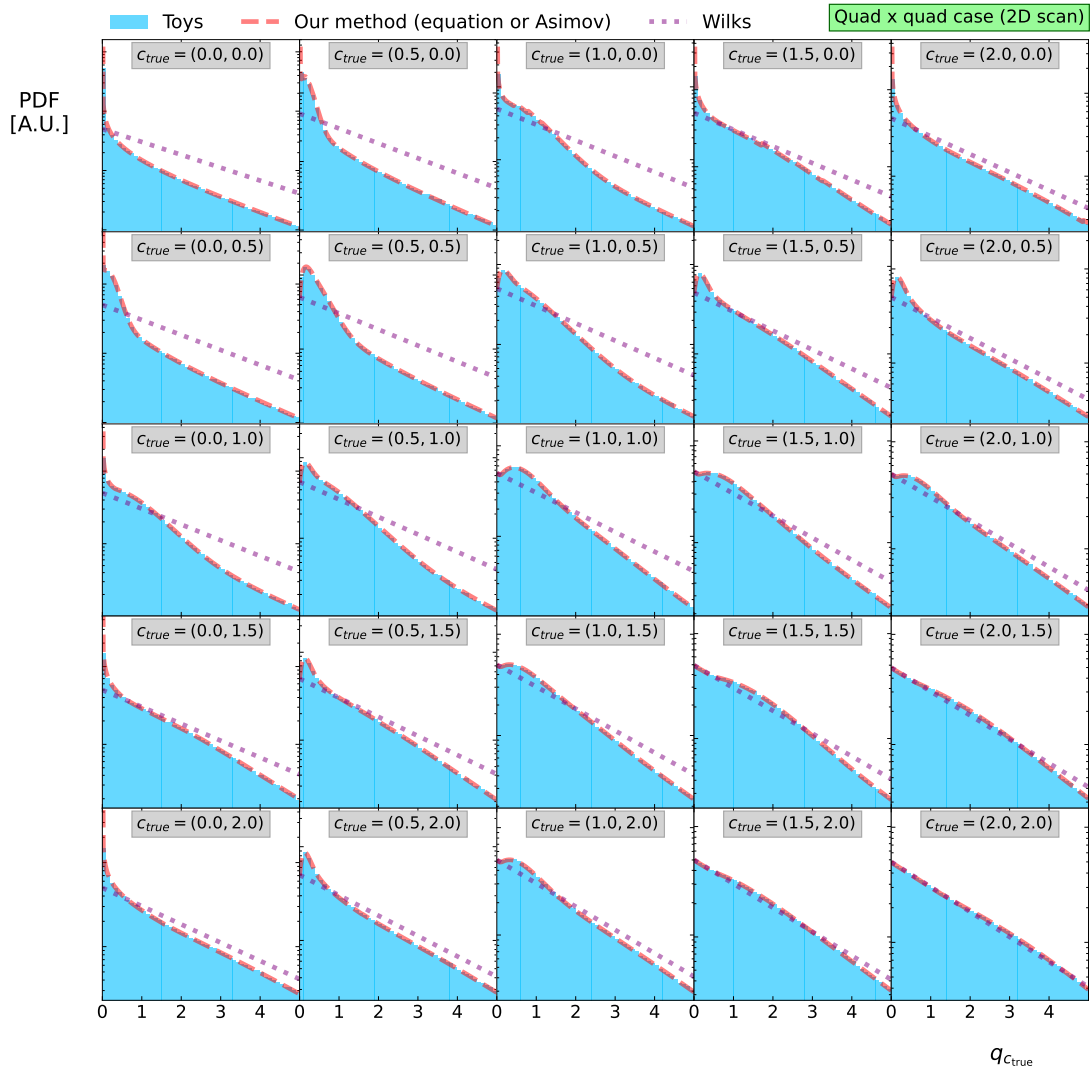 Toys Our method (equation or Asimov) Wilks Quad x quad case (2D scan)
PDF
[A.U.]
c_true = (0.0, 0.0) c_true = (0.5, 0.0) c_true = (1.0, 0.0) c_true = (1.5, 0.0) c_true = (2.0, 0.0)
c_true = (0.0, 0.5) c_true = (0.5, 0.5) c_true = (1.0, 0.5) c_true = (1.5, 0.5) c_true = (2.0, 0.5)
c_true = (0.0, 1.0) c_true = (0.5, 1.0) c_true = (1.0, 1.0) c_true = (1.5, 1.0) c_true = (2.0, 1.0)
c_true = (0.0, 1.5) c_true = (0.5, 1.5) c_true = (1.0, 1.5) c_true = (1.5, 1.5) c_true = (2.0, 1.5)
c_true = (0.0, 2.0) c_true = (0.5, 2.0) c_true = (1.0, 2.0) c_true = (1.5, 2.0) c_true = (2.0, 2.0)
0 1 2 3 4 0 1 2 3 4 0 1 2 3 4 0 1 2 3 4 0 1 2 3 4
q_c_true